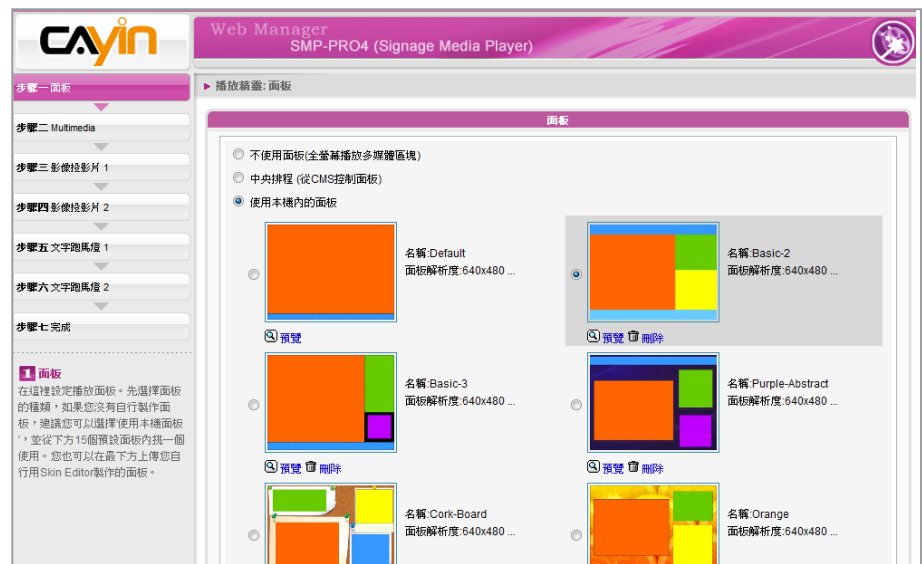 CAYIN
Web Manager
SMP-PRO4 (Signage Media Player)
步驟一 面板
步驟二 Multimedia
步驟三 影像投影片 1
步驟四 影像投影片 2
步驟五 文字跑馬燈 1
步驟六 文字跑馬燈 2
步驟七 完成
1 面板
在這裡設定播放面板。先選擇面板
的種類，如果您沒有自行製作面
板，建議您可以選擇'使用本機面板
'，並從下方15個預設面板內挑一個
使用。您也可以在最下方上傳您自
行用Skin Editor製作的面板。
播放精靈: 面板
面板
不使用面板(全螢幕播放多媒體區塊)
中央排程 (從CMS控制面板)
使用本機內的面板
名稱:Default
面板解析度:640x480 ...
預覽
名稱:Basic-2
面板解析度:640x480 ...
預覽 刪除
名稱:Basic-3
面板解析度:640x480 ...
預覽 刪除
名稱:Purple-Abstract
面板解析度:640x480 ...
預覽 刪除
名稱:Cork-Board
面板解析度:640x480 ...
名稱:Orange
面板解析度:640x480 ...